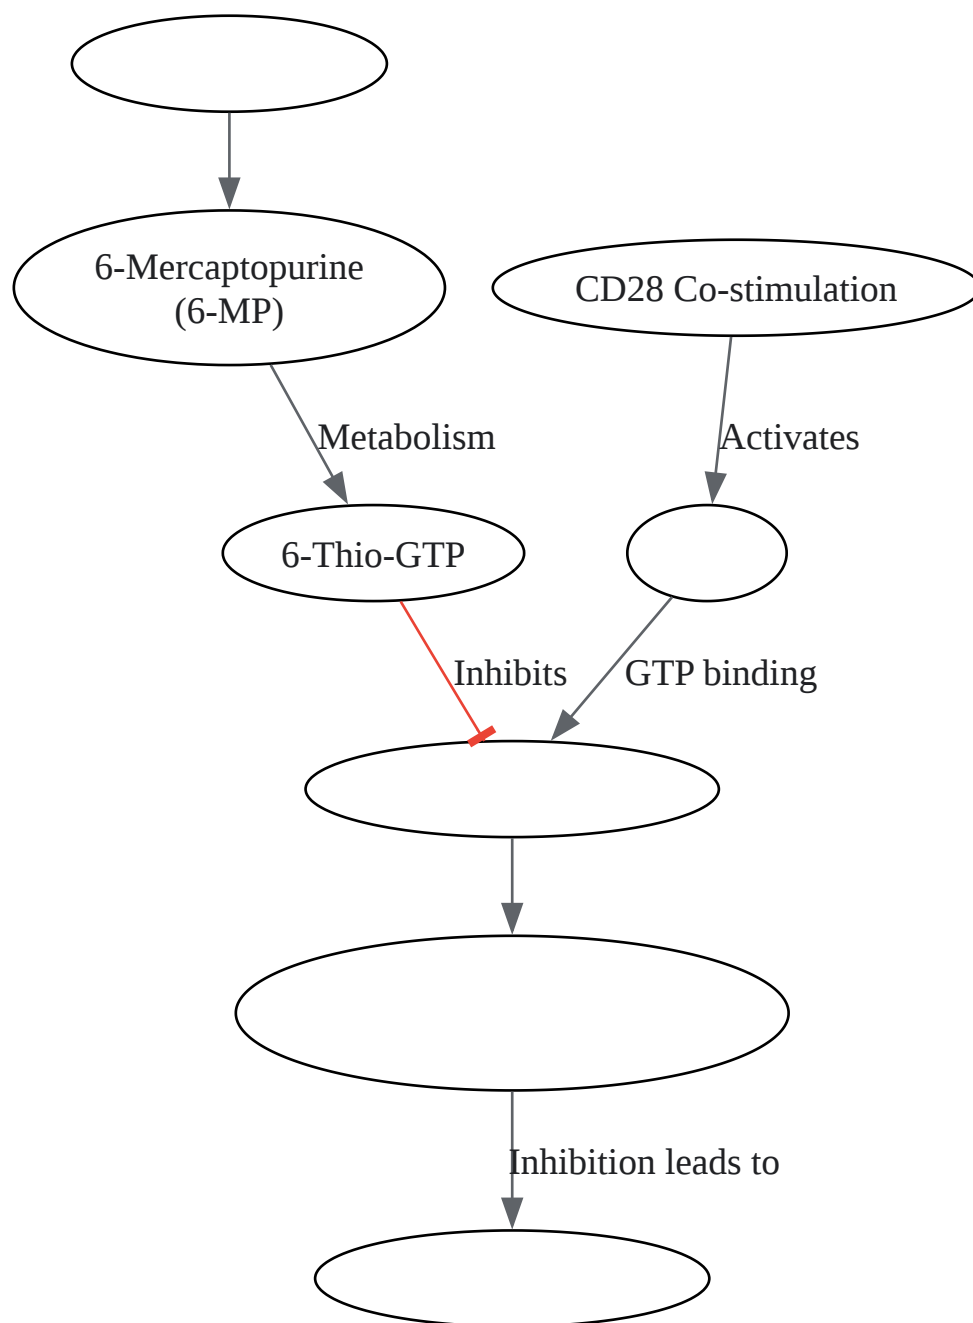 6-Mercaptopurine
(6-MP)
CD28 Co-stimulation
Metabolism
Activates
6-Thio-GTP
Inhibits
GTP binding
Inhibition leads to